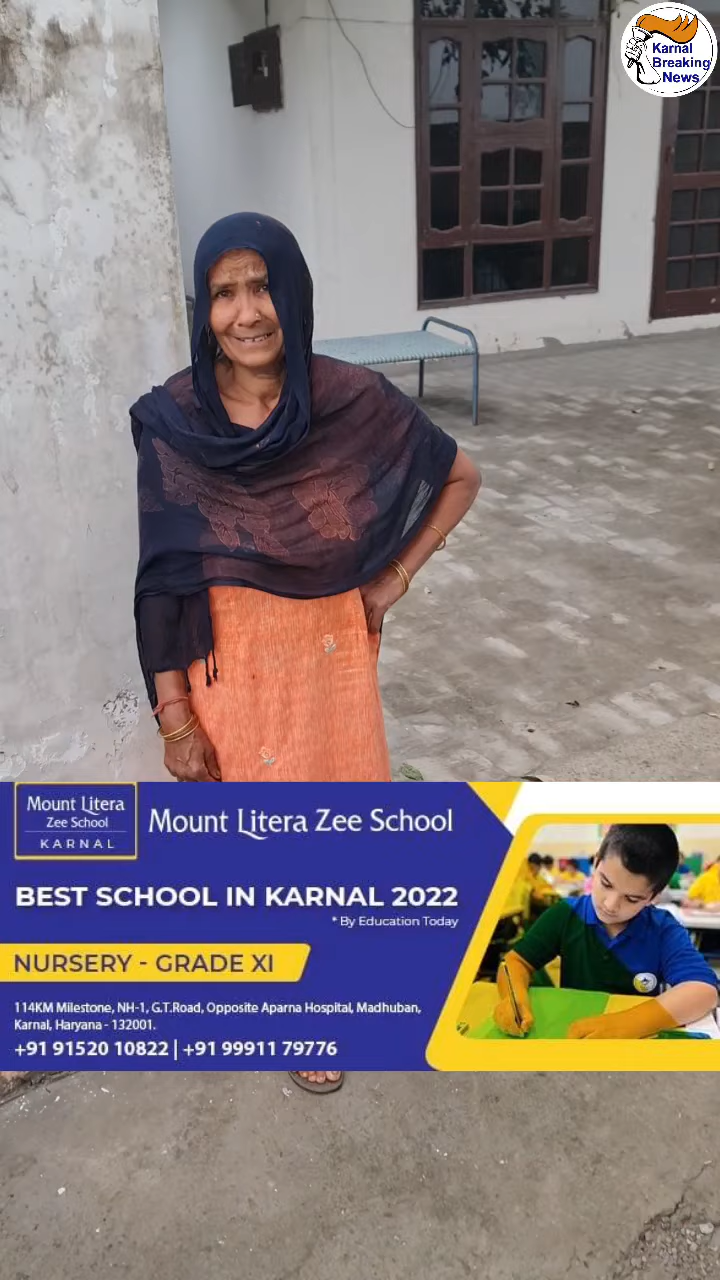 Karnal
Breaking
News
Mount Litera
Zee School
KARNAL
Mount Litera Zee School
BEST SCHOOL IN KARNAL 2022
* By Education Today
NURSERY - GRADE XI
114KM Milestone, NH-1, G.T.Road, Opposite Aparna Hospital, Madhuban,
Karnal, Haryana - 132001.
+91 91520 10822 | +91 99911 79776